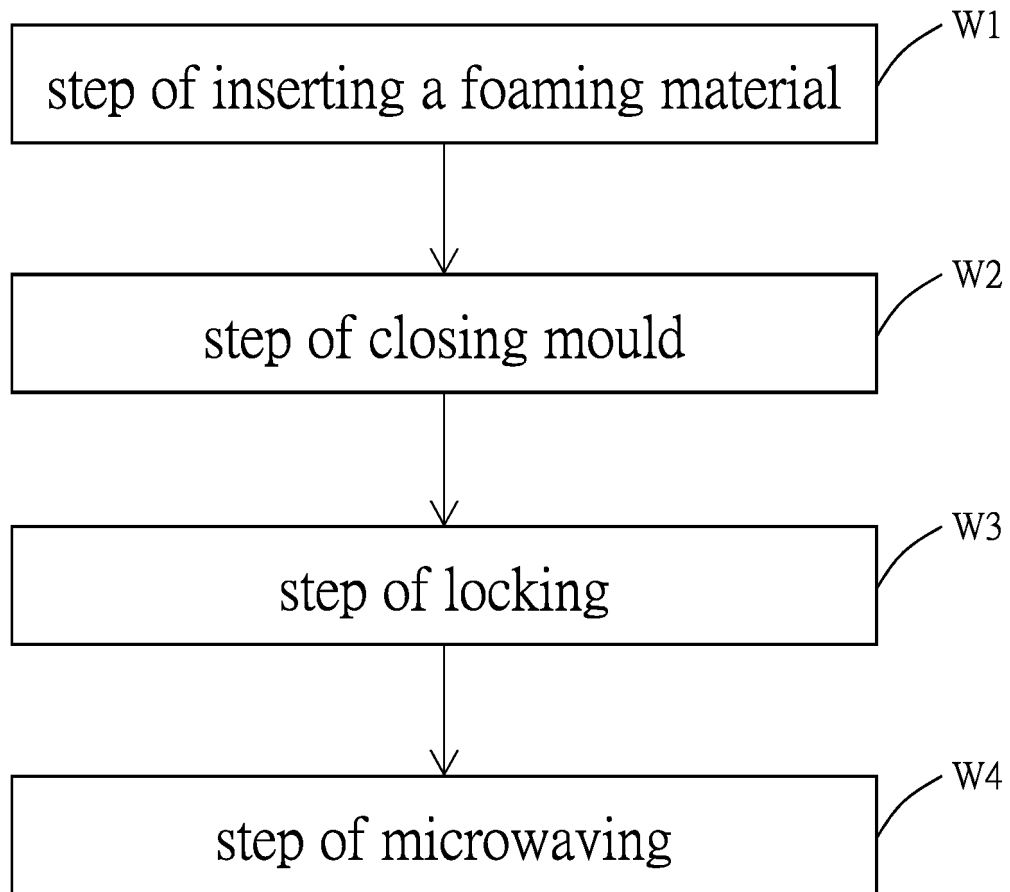 W1
step of inserting a foaming material
W2
step of closing mould
W3
step of locking
W4
step of microwaving